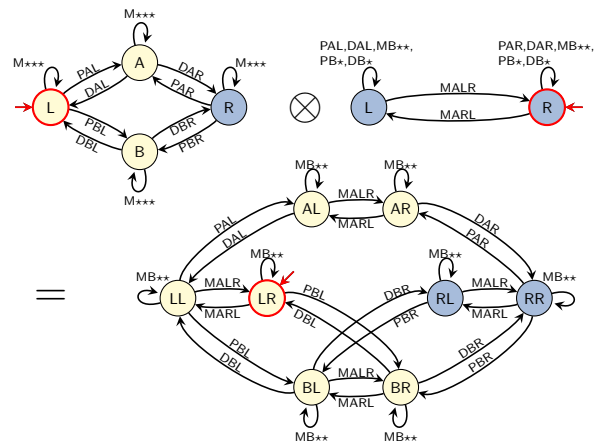 M⋆⋆⋆
PAL,DAL,MB⋆⋆,
PB⋆,DB⋆
PAR,DAR,MB⋆⋆,
PB⋆,DB⋆
M⋆⋆⋆
PAL
DAL
A
DAR
PAR
M⋆⋆⋆
L
R
⊗
L
MALR
MARL
R
PBL
DBL
DBR
PBR
B
M⋆⋆⋆
MB⋆⋆
MB⋆⋆
AL
MALR
MARL
AR
PAL
DAL
DAR
PAR
MB⋆⋆
MB⋆⋆
MB⋆⋆
MB⋆⋆
=
LL
MALR
MARL
LR
PBL
DBL
DBR
PBR
RL
MALR
MARL
RR
PBL
DBL
DBR
PBR
BL
MALR
MARL
BR
MB⋆⋆
MB⋆⋆